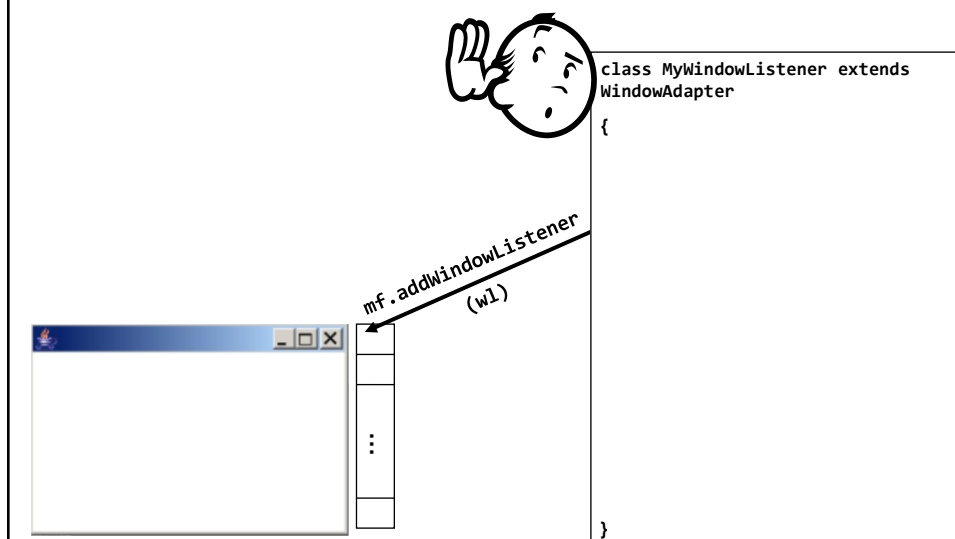 class MyWindowListener extends
WindowAdapter
{
mf.addWindowListener
(wl)
...
}